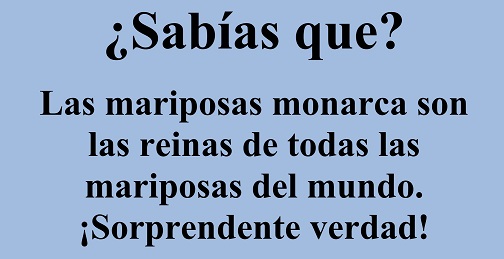 ¿Sabías que?
Las mariposas monarca son
las reinas de todas las
mariposas del mundo.
¡Sorprendente verdad!